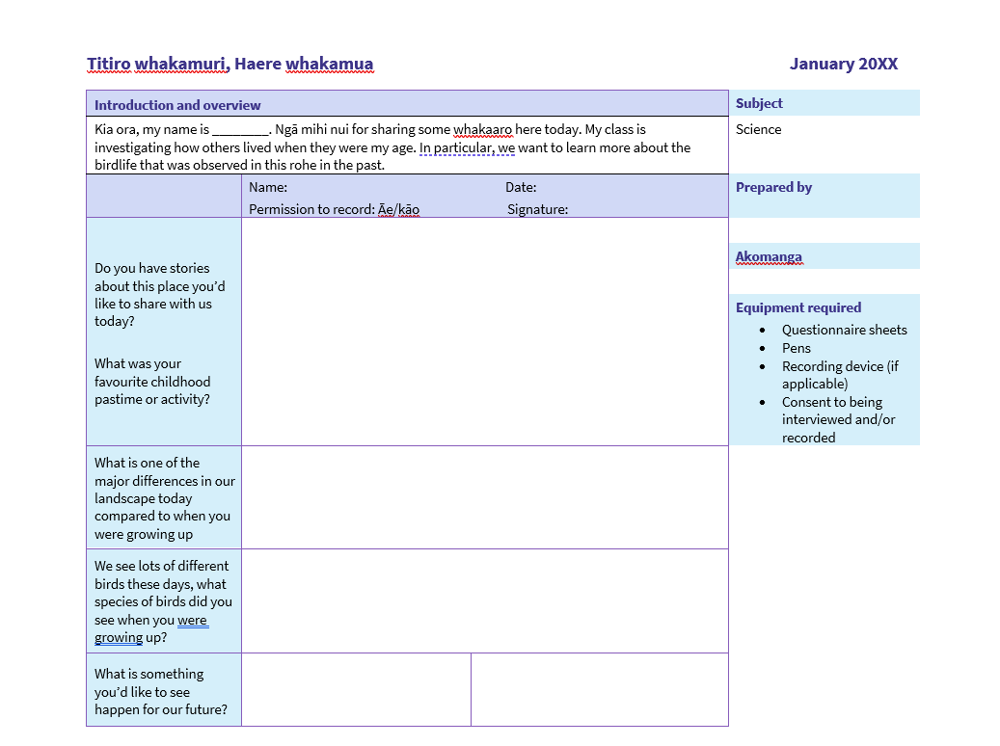 Titiro whakamuri, Haere whakamua
January 20XX
Introduction and overview
Kia ora, my name is ________. Ngā mihi nui for sharing some whakaaro here today. My class is
investigating how others lived when they were my age. In particular, we want to learn more about the
birdlife that was observed in this rohe in the past.
Name: Date:
Permission to record: Āe/kāo Signature:
Do you have stories
about this place you’d
like to share with us
today?
What was your
favourite childhood
pastime or activity?
What is one of the
major differences in our
landscape today
compared to when you
were growing up
We see lots of different
birds these days, what
species of birds did you
see when you were
growing up?
What is something
you’d like to see
happen for our future?
Subject
Science
Prepared by
Akomanga
Equipment required
• Questionnaire sheets
• Pens
• Recording device (if
applicable)
• Consent to being
interviewed and/or
recorded